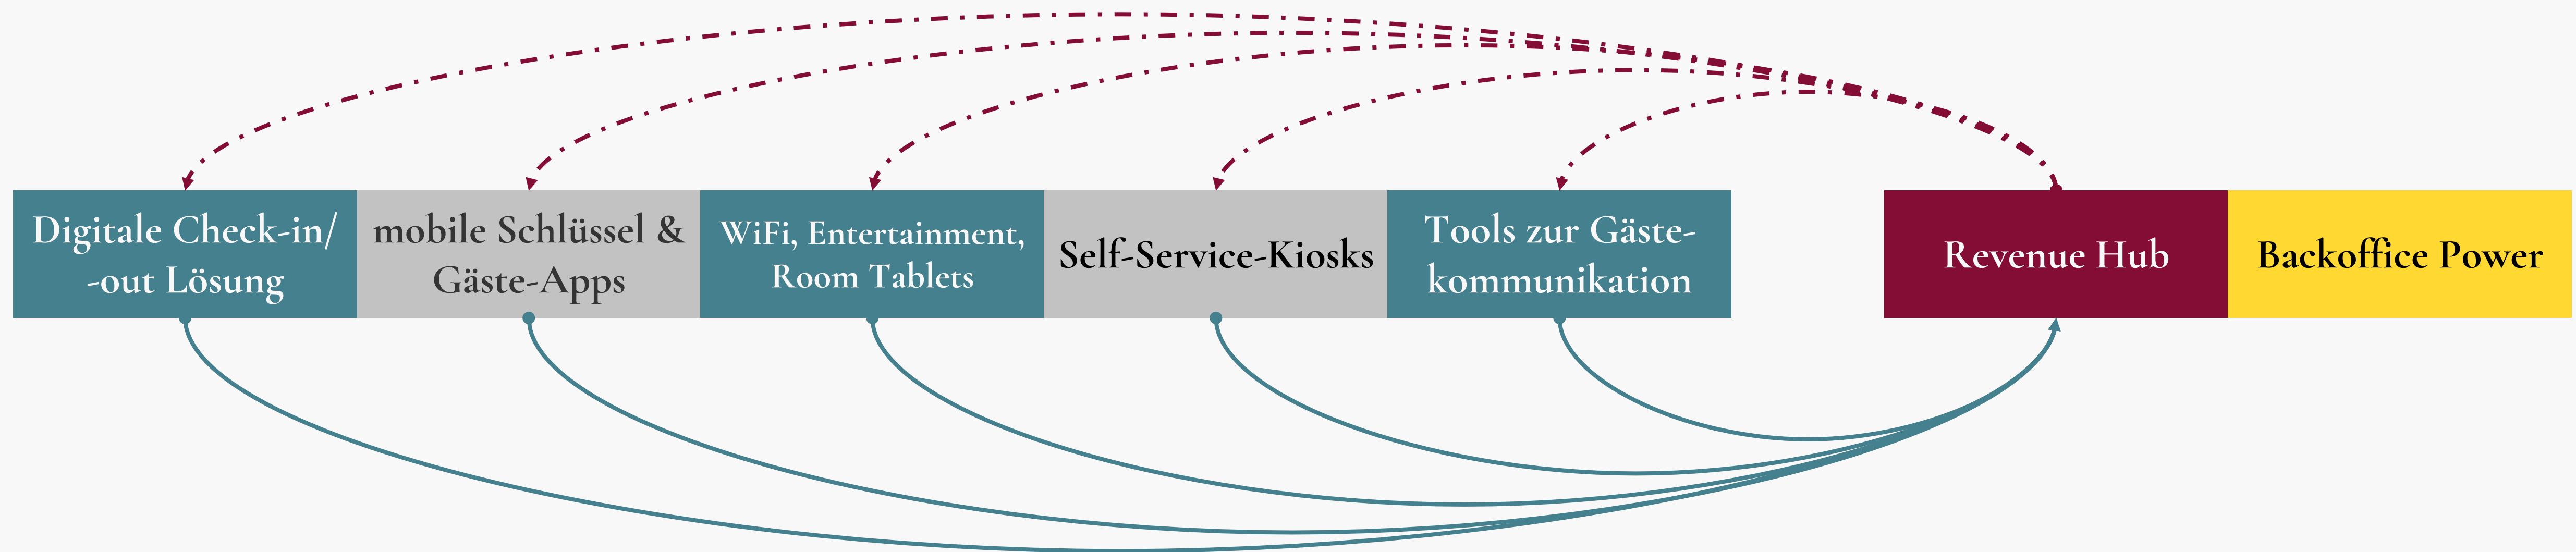 Digitale Check-in/
-out Lösung
mobile Schlüssel &
Gäste-Apps
WiFi, Entertainment,
Room Tablets
Self-Service-Kiosks
Tools zur Gäste-
kommunikation
Revenue Hub
Backoffice Power